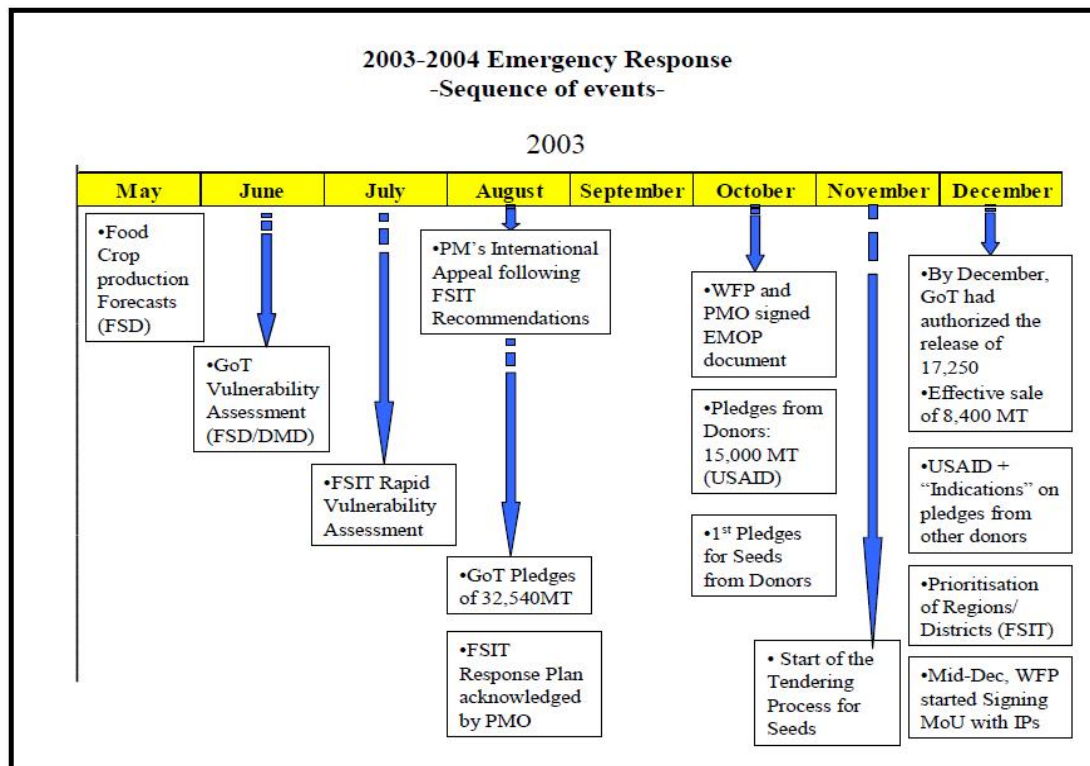 2003-2004 Emergency Response
-Sequence of events-
2003
May
June
July
August
September
October
November
December
•Food
Crop
production
Forecasts
(FSD)
•GoT
Vulnerability
Assessment
(FSD/DMD)
•FSIT Rapid
Vulnerability
Assessment
•PM's International
Appeal following
FSIT
Recommendations
•GoT Pledges
of 32,540MT
•FSIT
Response Plan
acknowledged
by PMO
•WFP and
PMO signed
EMOP
document
•Pledges from
Donors:
15,000 MT
(USAID)
•1st Pledges
for Seeds
from Donors
• Start of the
Tendering
Process for
Seeds
•By December,
GoT had
authorized the
release of
17,250
•Effective sale
of 8,400 MT
•USAID +
“Indications” on
pledges from
other donors
•Prioritisation
of Regions/
Districts (FSIT)
•Mid-Dec, WFP
started Signing
MoU with IPs